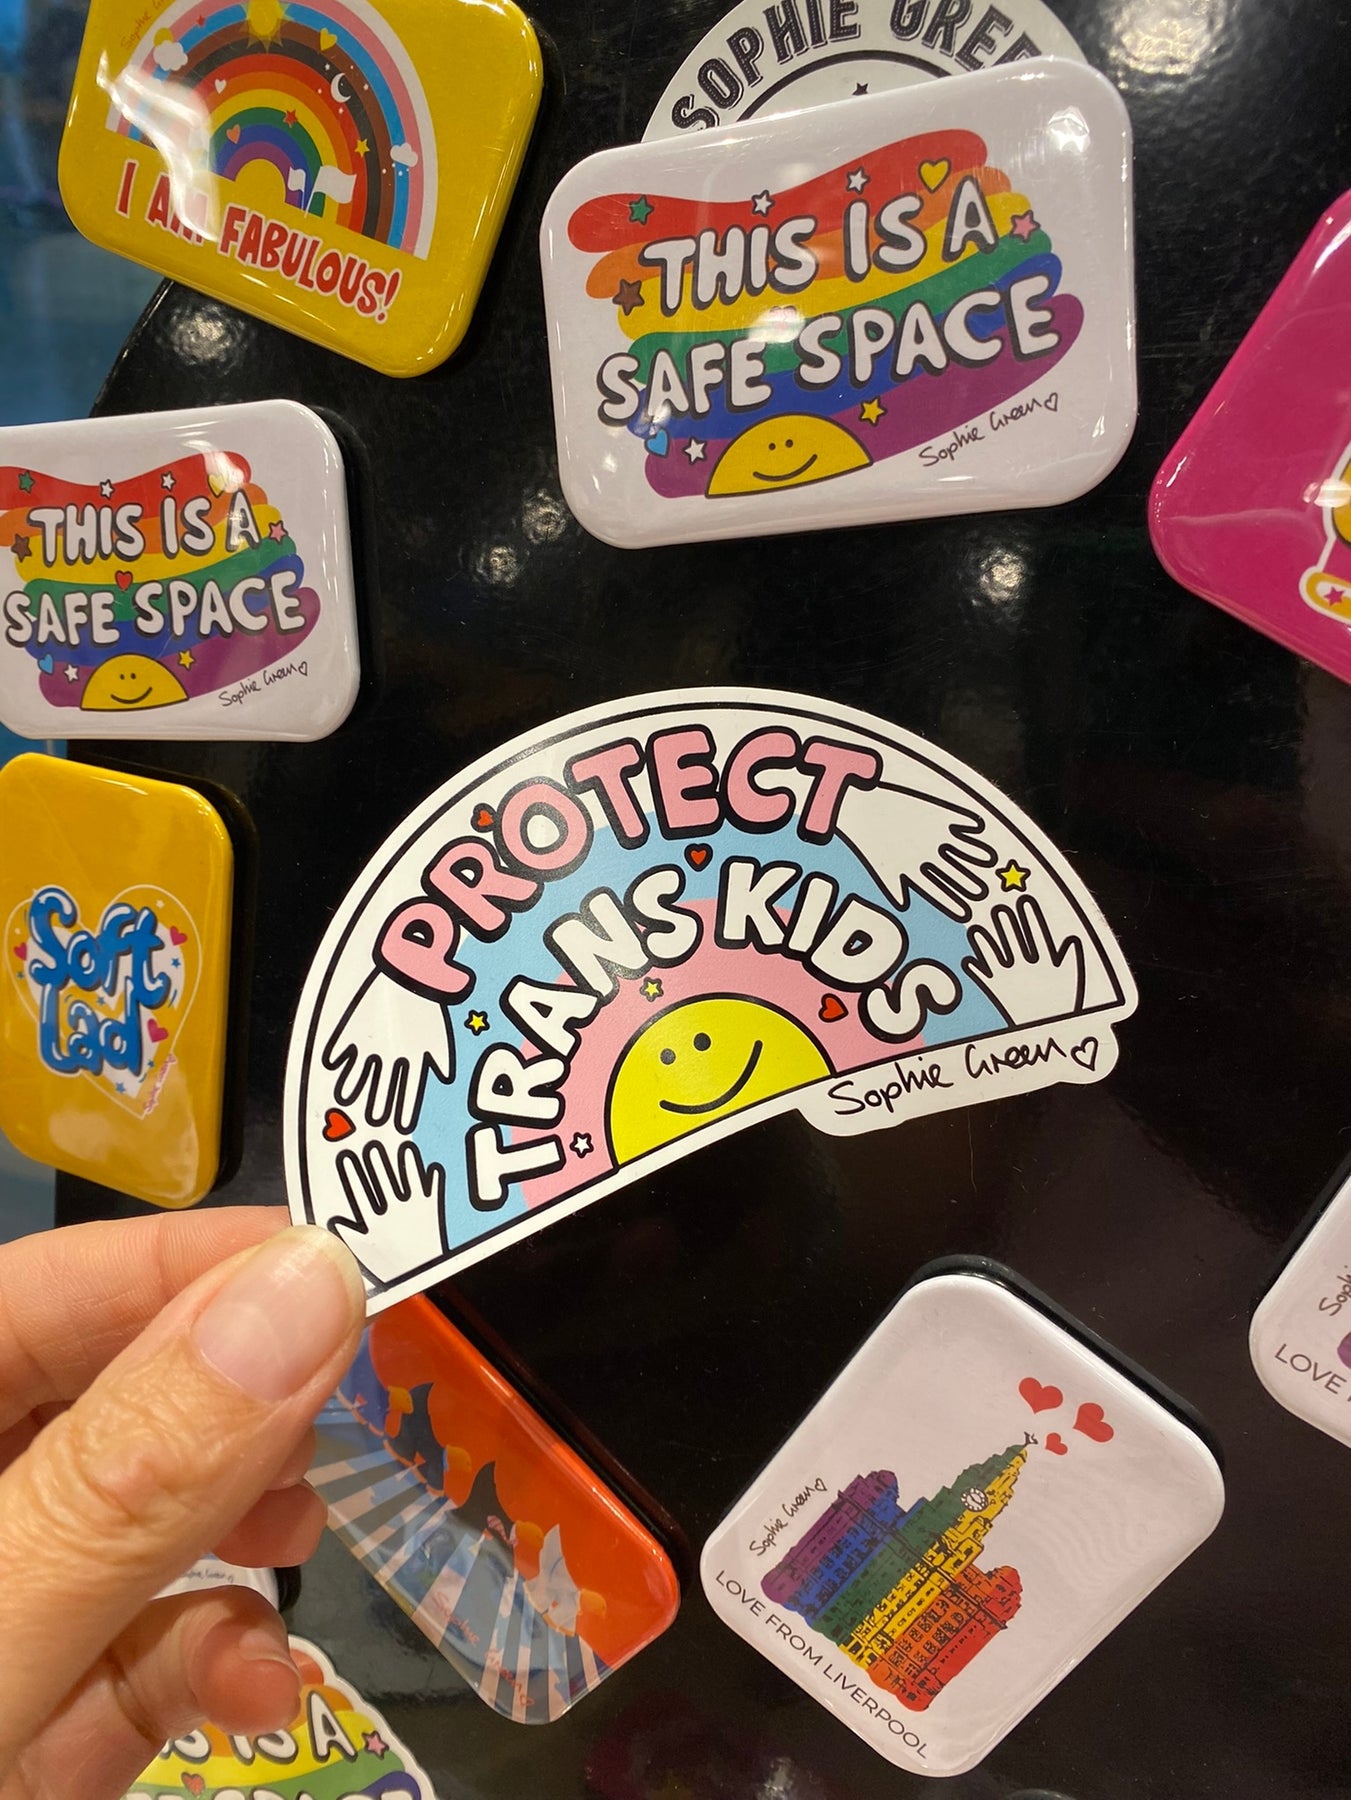 SOPHIE GREE
I AM FABULOUS!
THIS IS A
SAFE SPACE
Sophie Green
THIS IS A
SAFE SPACE
Sophie Green
PROTECT
TRANS KIDS
Sophie Green
Soft
Lad
Sophie Green
LOVE FROM LIVERPOOL
LOVE
IS A